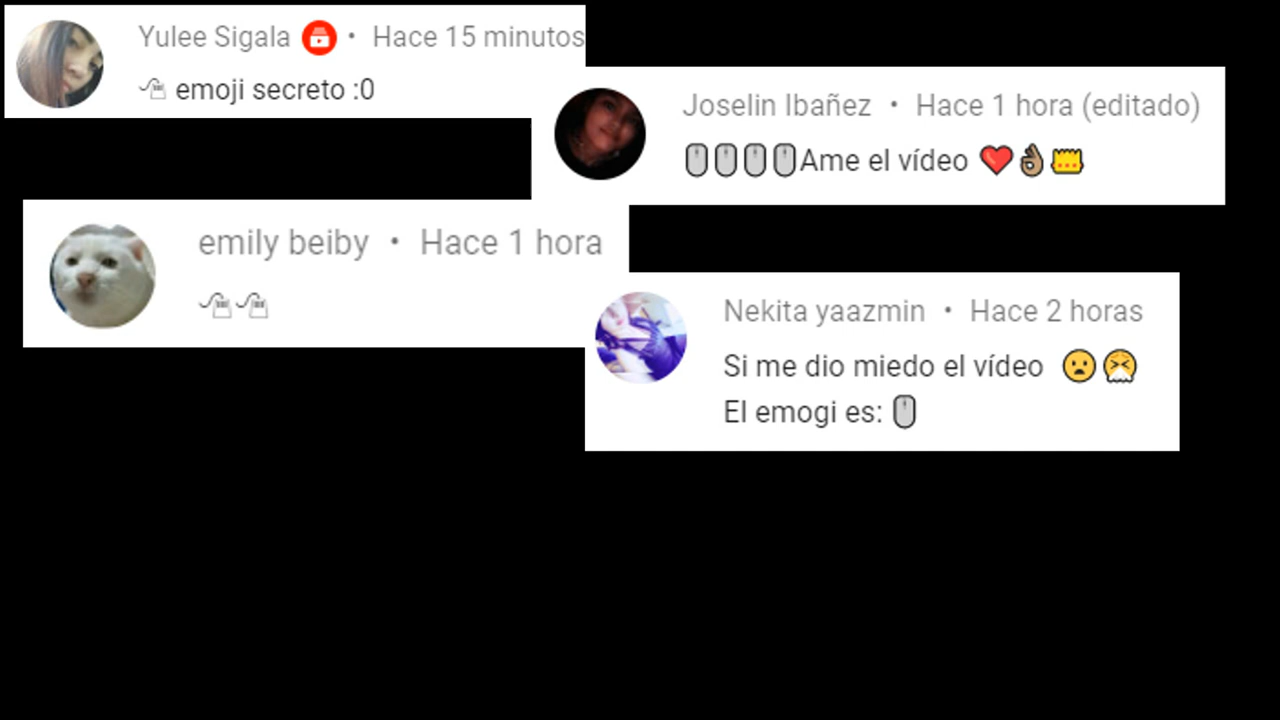 Yulee Sigala • Hace 15 minutos
🖰 emoji secreto :0
Joselin Ibañez • Hace 1 hora (editado)
🖱🖱🖱🖱Ame el vídeo ❤️👌🏽👑
emily beiby • Hace 1 hora
🖰🖰
Nekita yaazmin • Hace 2 horas
Si me dio miedo el vídeo 😦😤
El emogi es: 🖱